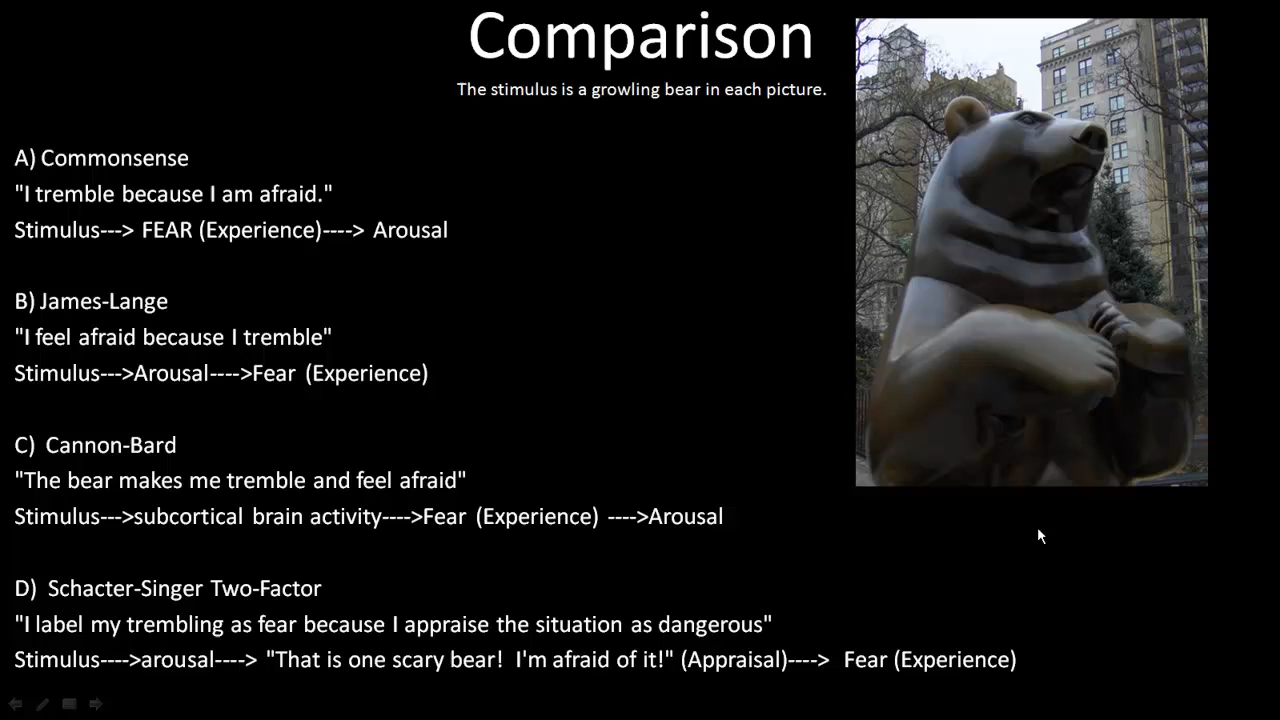 Comparison
The stimulus is a growling bear in each picture.
A) Commonsense
"I tremble because I am afraid."
Stimulus---> FEAR (Experience)----> Arousal
B) James-Lange
"I feel afraid because I tremble"
Stimulus--->Arousal---->Fear (Experience)
C) Cannon-Bard
"The bear makes me tremble and feel afraid"
Stimulus--->subcortical brain activity---->Fear (Experience) ---->Arousal
D) Schacter-Singer Two-Factor
"I label my trembling as fear because I appraise the situation as dangerous"
Stimulus---->arousal----> "That is one scary bear! I'm afraid of it!" (Appraisal)----> Fear (Experience)